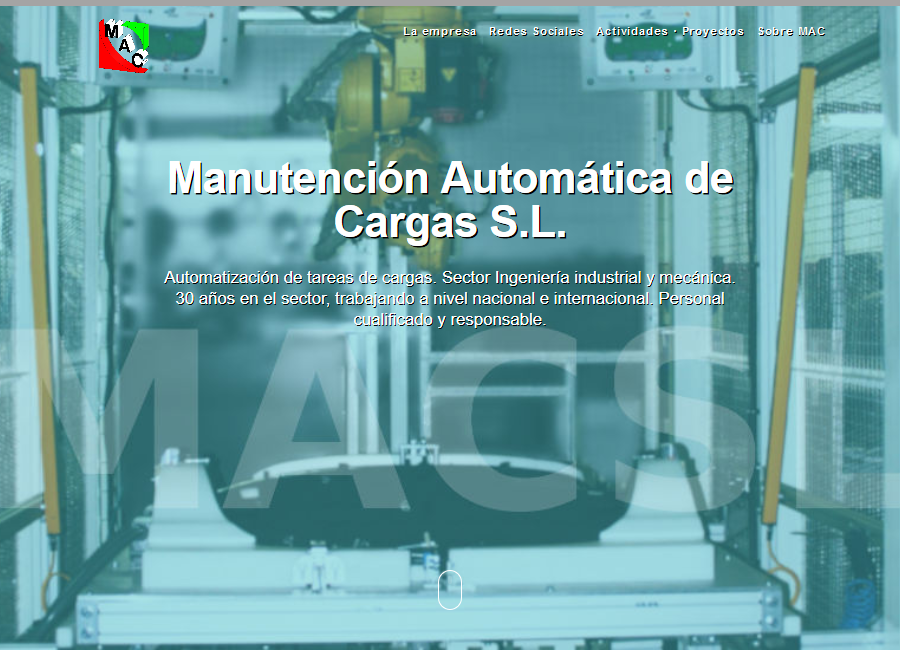 MAC
La empresa Redes Sociales Actividades · Proyectos Sobre MAC
Manutención Automática de
Cargas S.L.
Automatización de tareas de cargas. Sector Ingeniería industrial y mecánica.
30 años en el sector, trabajando a nivel nacional e internacional. Personal
cualificado y responsable.
MACSL